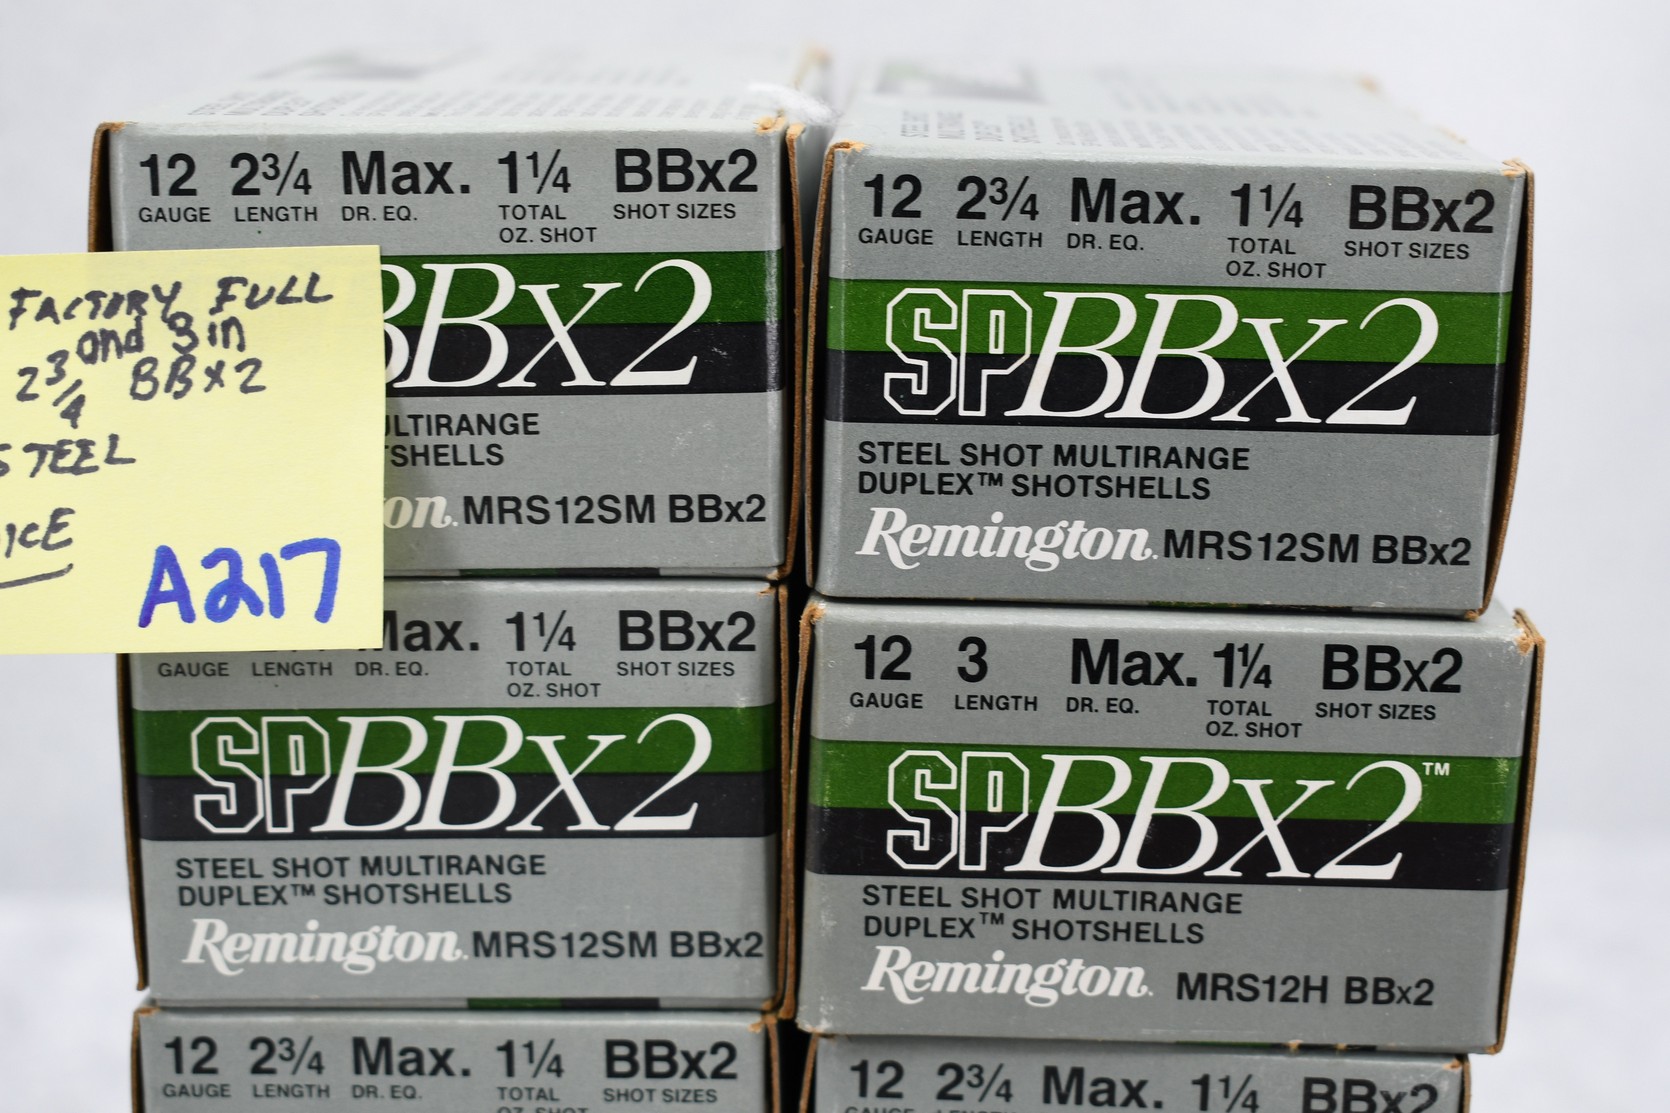 12 2¾ Max. 1¼ BBx2
GAUGE LENGTH DR. EQ. TOTAL OZ. SHOT SHOT SIZES
BBx2
MULTIRANGE
MRS12SM BBx2
12 2¾ Max. 1¼ BBx2
GAUGE LENGTH DR. EQ. TOTAL OZ. SHOT SHOT SIZES
SPBBx2
STEEL SHOT MULTIRANGE
DUPLEX™ SHOTSHELLS
Remington. MRS12SM BBx2
FACTORY FULL
and 3 in
2 3/4 BBx2
STEEL
A217
Max. 1¼ BBx2
GAUGE LENGTH DR. EQ. TOTAL OZ. SHOT SHOT SIZES
SPBBx2
STEEL SHOT MULTIRANGE
DUPLEX™ SHOTSHELLS
Remington. MRS12SM BBx2
12 3 Max. 1¼ BBx2
GAUGE LENGTH DR. EQ. TOTAL OZ. SHOT SHOT SIZES
SPBBx2™
STEEL SHOT MULTIRANGE
DUPLEX™ SHOTSHELLS
Remington. MRS12H BBx2
12 2¾ Max. 1¼ BBx2
GAUGE LENGTH DR. EQ. TOTAL OZ. SHOT SHOT SIZES
12 2¾ Max. 1¼ BBx2